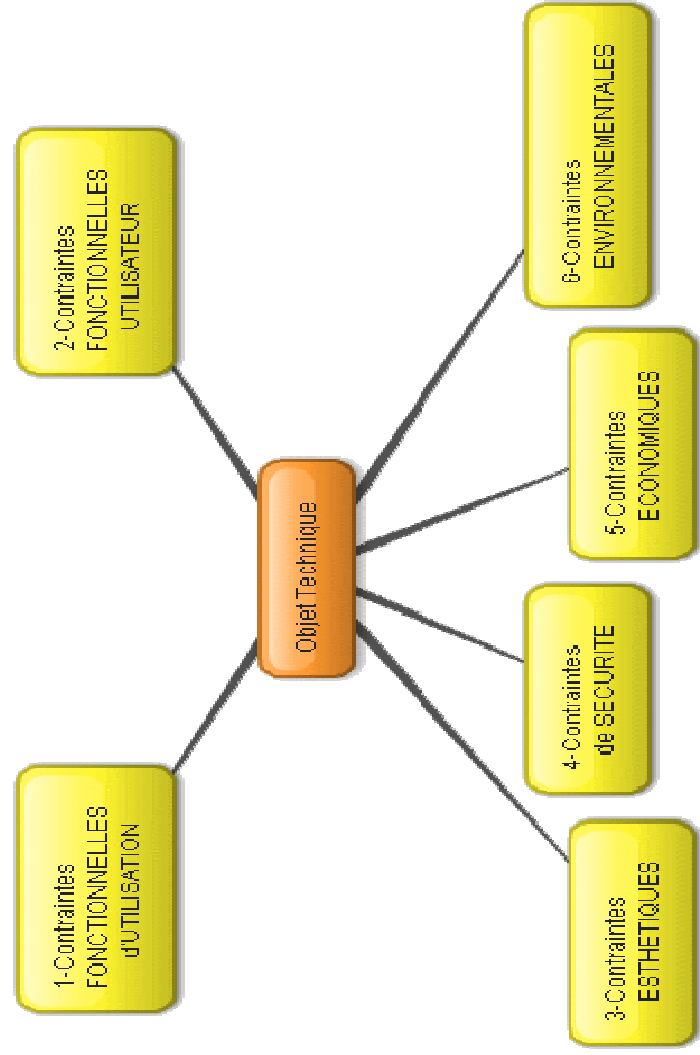 1-Contraintes
FONCTIONNELLES
d'UTILISATION
2-Contraintes
FONCTIONNELLES
UTILISATEUR
Objet Technique
3-Contraintes
ESTHETIQUES
4-Contraintes
de SECURITE
5-Contraintes
ECONOMIQUES
6-Contraintes
ENVIRONNEMENTALES